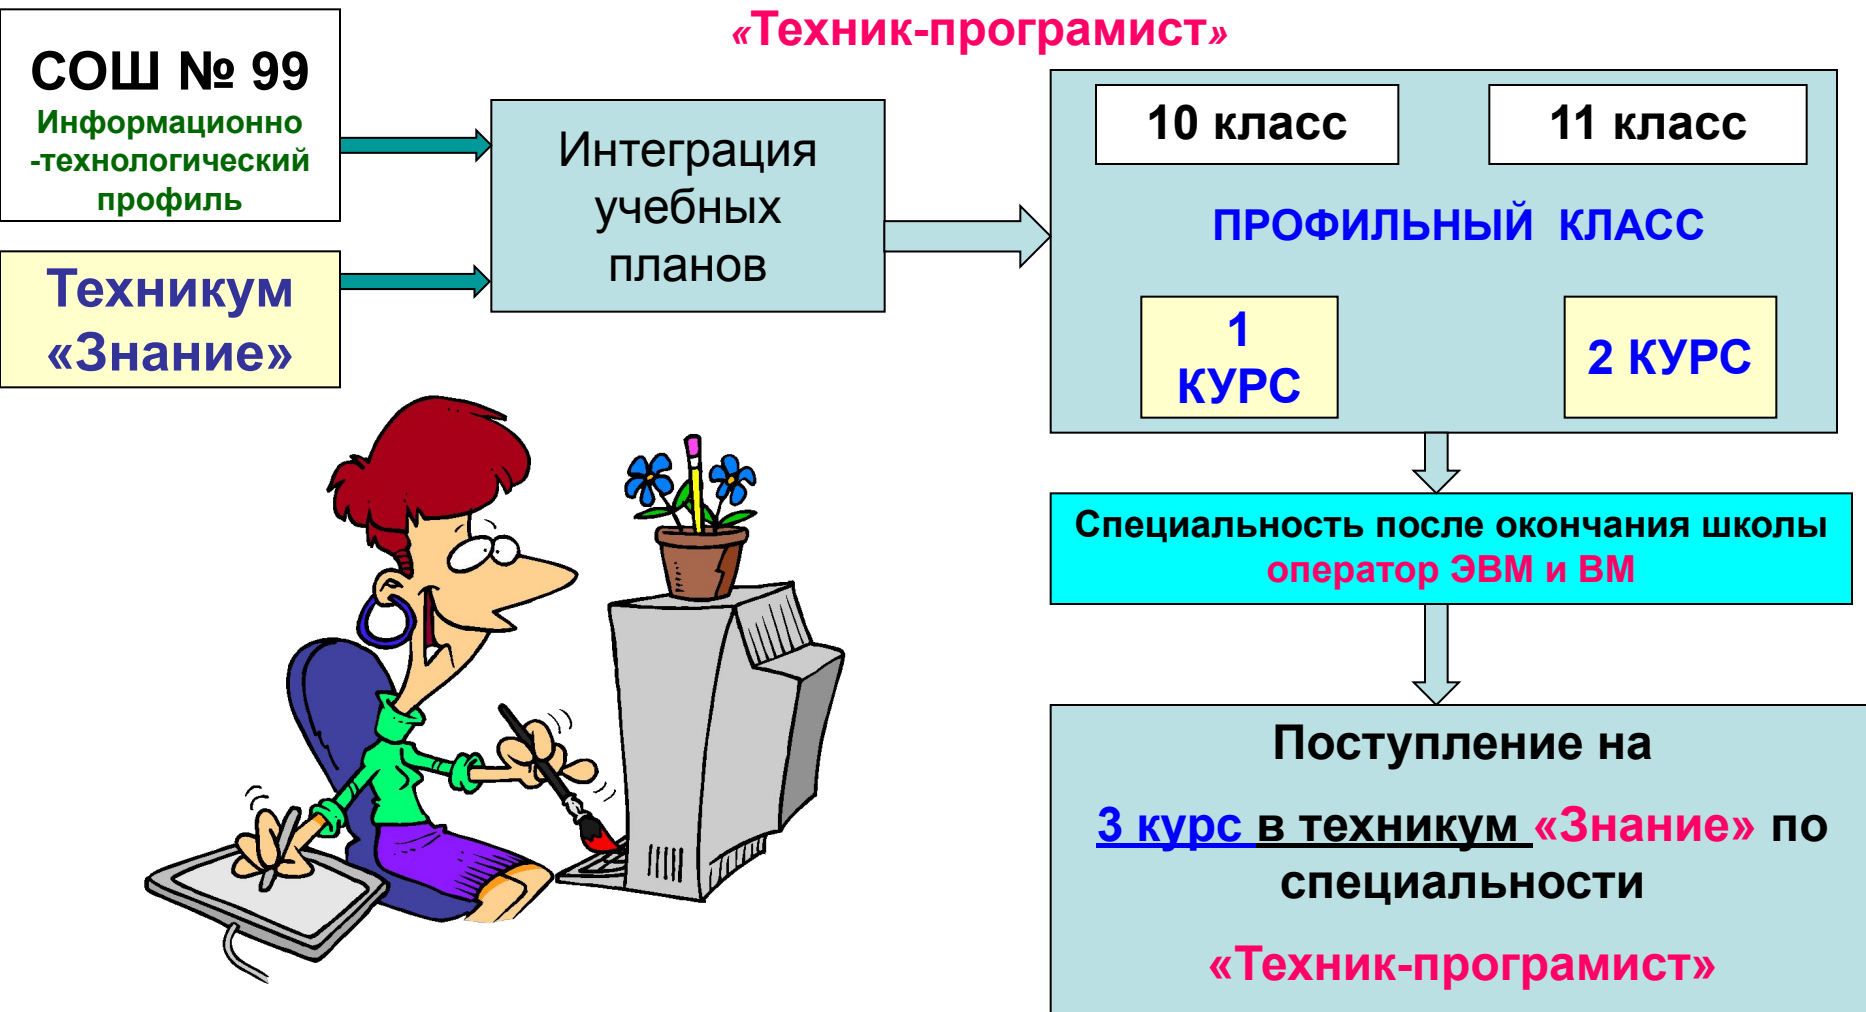 «Техник-програмист»
СОШ № 99
Информационно
-технологический
профиль
Техникум
«Знание»
Интеграция
учебных
планов
10 класс
11 класс
ПРОФИЛЬНЫЙ КЛАСС
1
КУРС
2 КУРС
Специальность после окончания школы
оператор ЭВМ и ВМ
Поступление на
3 курс в техникум «Знание» по
специальности
«Техник-програмист»